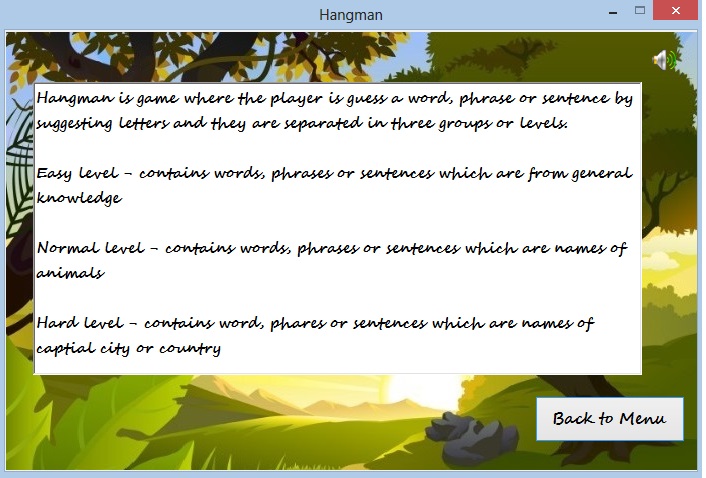 Hangman
Hangman is game where the player is guess a word, phrase or sentence by
suggesting letters and they are separated in three groups or levels.
Easy level - contains words, phrases or sentences which are from general
knowledge
Normal level - contains words, phrases or sentences which are names of
animals
Hard level - contains word, phares or sentences which are names of
captial city or country
Back to Menu